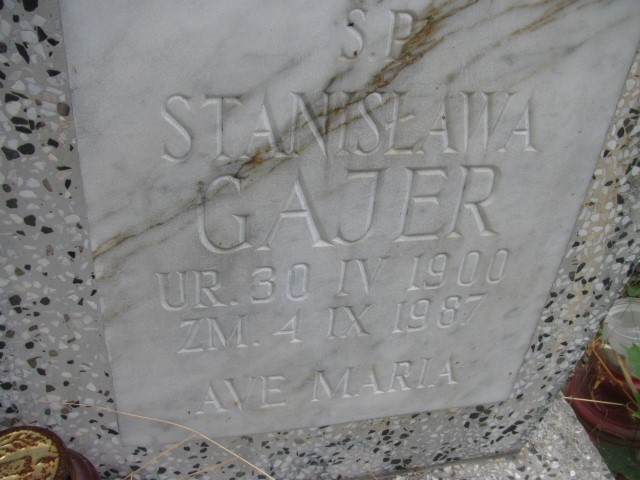 S.P
STANISŁAWA
GAJER
UR. 30 IV 1900
ZM. 4 IX 1987
AVE MARIA